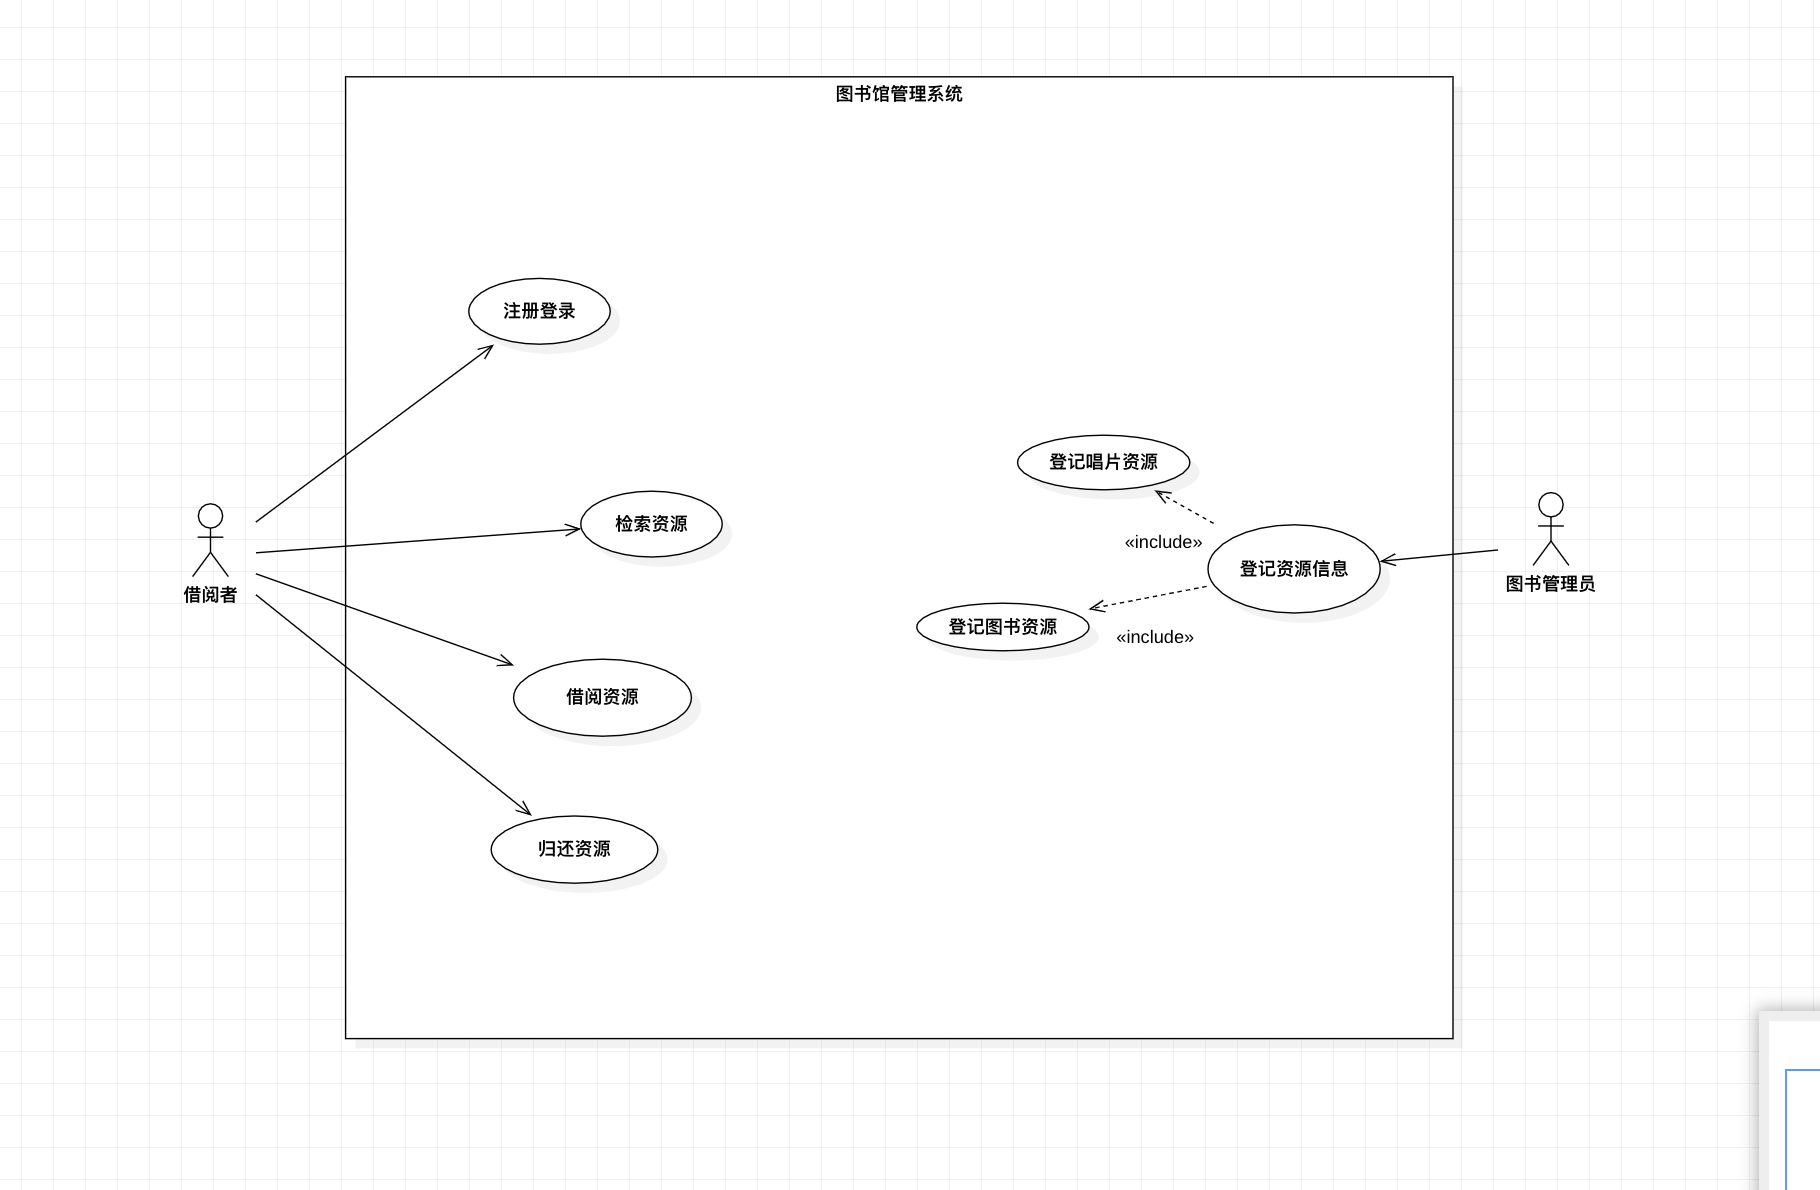 图书馆管理系统
注册登录
登记唱片资源
检索资源
«include»
登记资源信息
借阅者
图书管理员
登记图书资源
«include»
借阅资源
归还资源